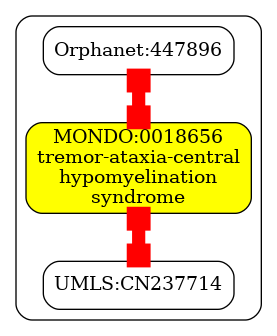 Orphanet:447896
MONDO:0018656
tremor-ataxia-central
hypomyelination
syndrome
UMLS:CN237714